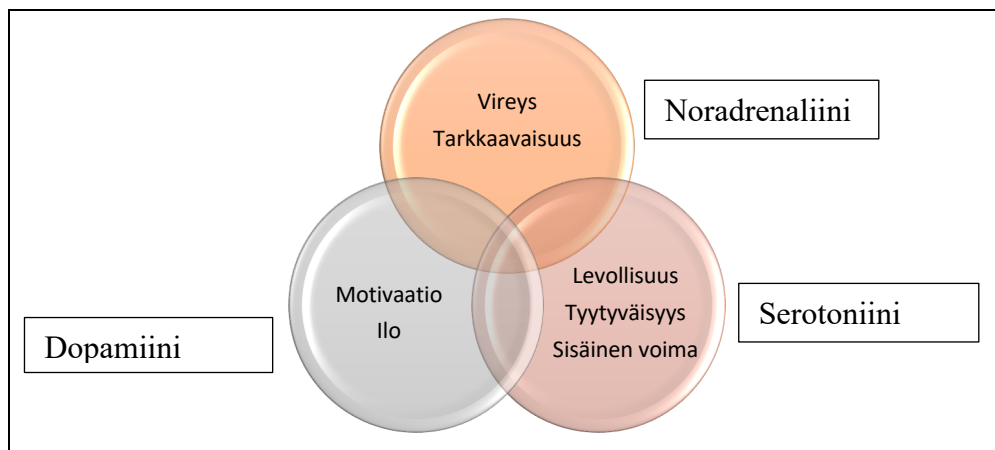 Vireys
Tarkkaavaisuus
Noradrenaliini
Motivaatio
Ilo
Dopamiini
Levollisuus
Tyytyväisyys
Sisäinen voima
Serotoniini